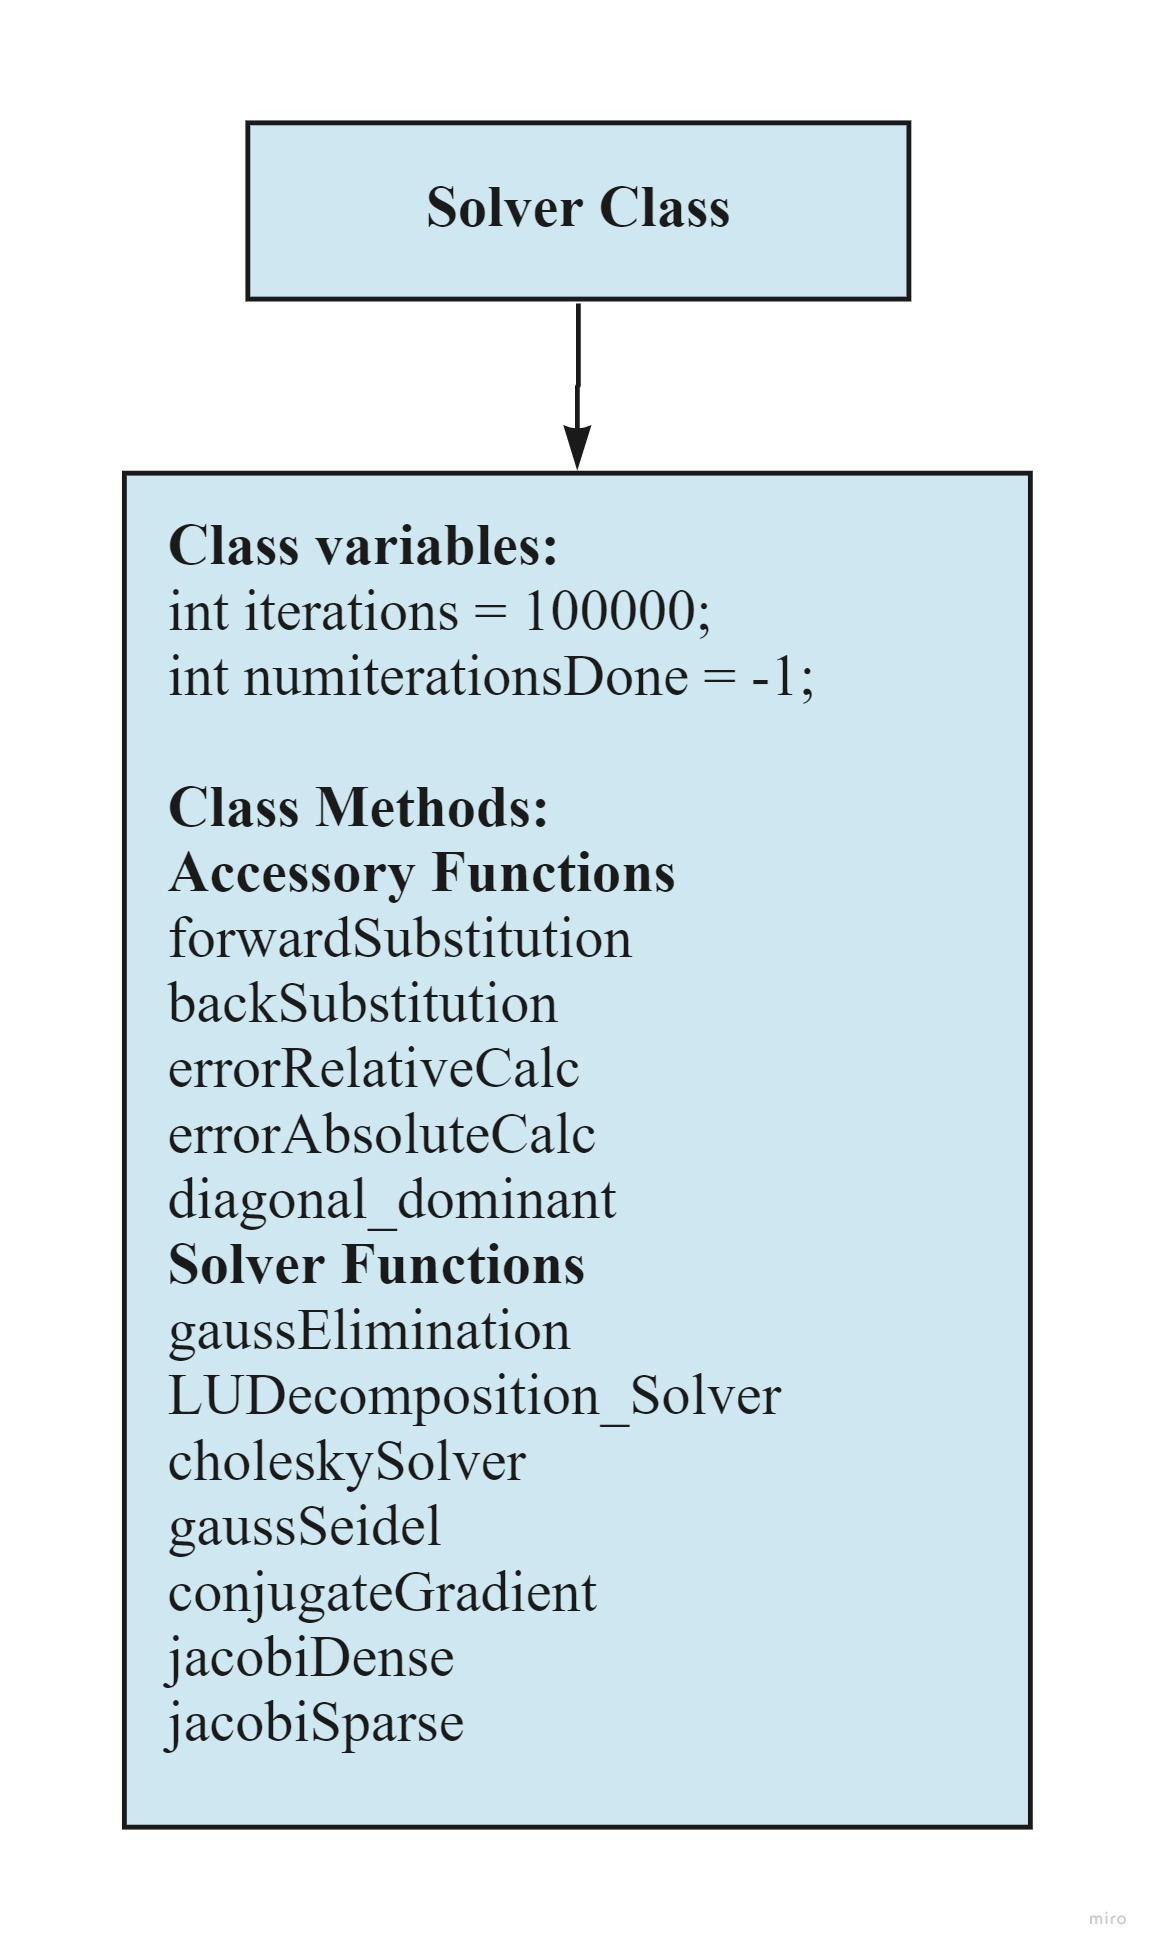 Solver Class
Class variables:
int iterations = 100000;
int numiterationsDone = -1;
Class Methods:
Accessory Functions
forwardSubstitution
backSubstitution
errorRelativeCalc
errorAbsoluteCalc
diagonal_dominant
Solver Functions
gaussElimination
LUDecomposition_Solver
choleskySolver
gaussSeidel
conjugateGradient
jacobiDense
jacobiSparse
miro